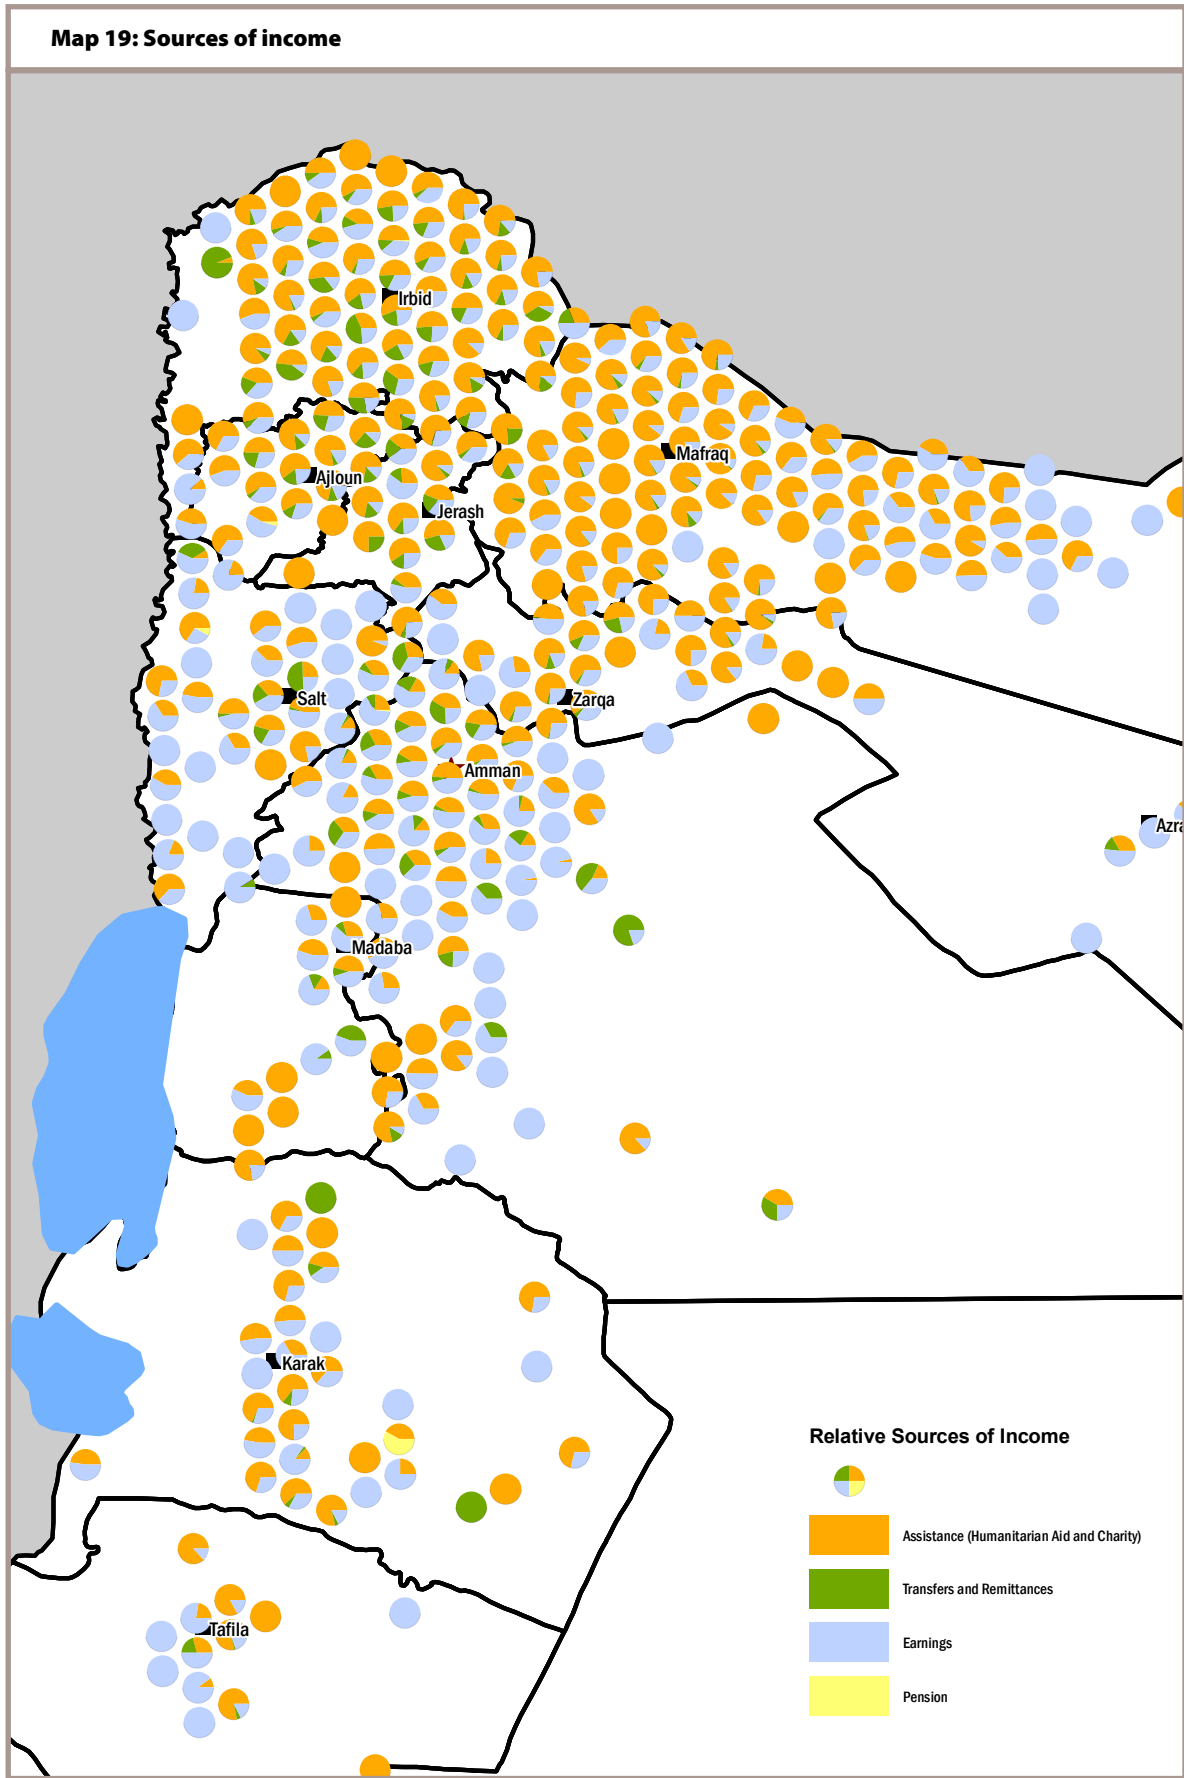 Map 19: Sources of income
Irbid
Mafraq
Ajloun
Jerash
Salt
Zarqa
Amman
Azra
Madaba
Karak
Relative Sources of Income
Assistance (Humanitarian Aid and Charity)
Transfers and Remittances
Earnings
Pension
Tafila